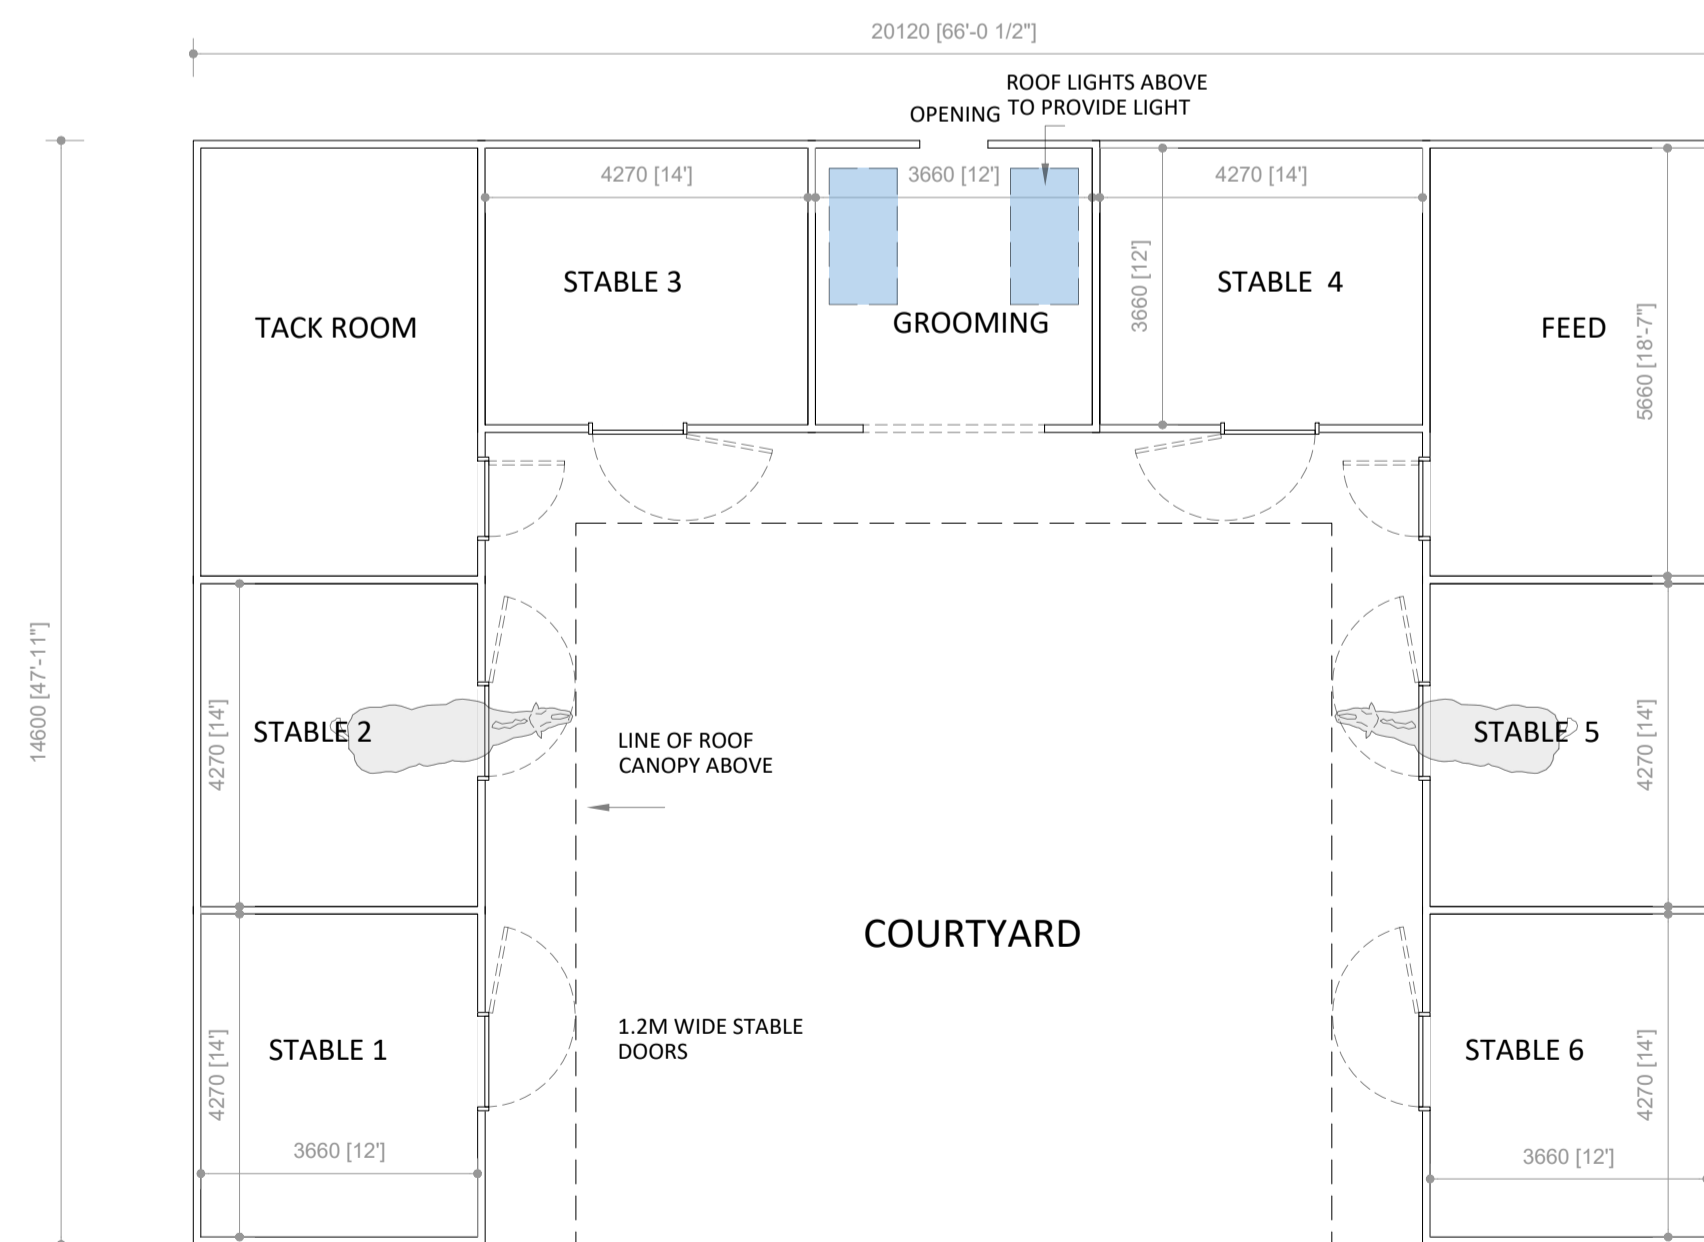 20120 [66'-0 1/2"]
ROOF LIGHTS ABOVE
TO PROVIDE LIGHT
OPENING
4270 [14']
3660 [12']
4270 [14']
3660 [12']
STABLE 3
STABLE 4
GROOMING
TACK ROOM
FEED
5660 [18'-7"]
14600 [47'-11"]
4270 [14']
STABLE 2
LINE OF ROOF
CANOPY ABOVE
STABLE 5
4270 [14']
COURTYARD
1.2M WIDE STABLE
DOORS
4270 [14']
STABLE 1
STABLE 6
4270 [14']
3660 [12']
3660 [12']